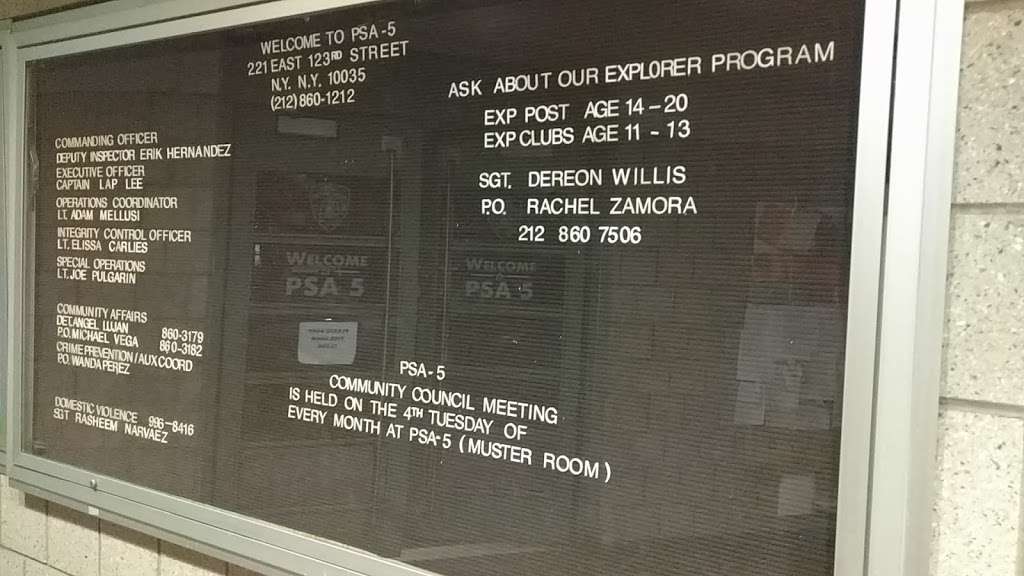 WELCOME TO PSA-5
221 EAST 123RD STREET
N.Y. N.Y. 10035
(212) 860-1212
COMMANDING OFFICER
DEPUTY INSPECTOR ERIK HERNANDEZ
EXECUTIVE OFFICER
CAPTAIN LAP LEE
OPERATIONS COORDINATOR
LT. ADAM MELLUSI
INTEGRITY CONTROL OFFICER
LT. ELISSA CARLIES
SPECIAL OPERATIONS
LT. JOE PULGARIN
COMMUNITY AFFAIRS
DET. ANGEL LUJAN 860-3179
P.O. MICHAEL VEGA 860-3182
CRIME PREVENTION / AUX COORD
P.O. WANDA PEREZ
DOMESTIC VIOLENCE 996-8416
SGT RASHEEM NARVAEZ
ASK ABOUT OUR EXPLORER PROGRAM
EXP POST AGE 14-20
EXP CLUBS AGE 11 - 13
SGT. DEREON WILLIS
P.O. RACHEL ZAMORA
212 860 7506
WELCOME
PSA 5
WELCOME
PSA 5
PSA-5
COMMUNITY COUNCIL MEETING
IS HELD ON THE 4TH TUESDAY OF
EVERY MONTH AT PSA-5 (MUSTER ROOM)